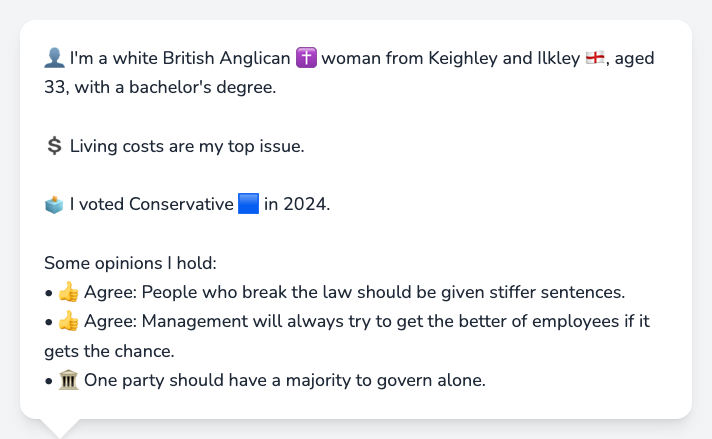 👤 I'm a white British Anglican ✝️ woman from Keighley and Ilkley 🏴󠁧󠁢󠁥󠁮󠁧󠁿, aged
33, with a bachelor's degree.
💲 Living costs are my top issue.
🗳️ I voted Conservative 🟦 in 2024.
Some opinions I hold:
• 👍 Agree: People who break the law should be given stiffer sentences.
• 👍 Agree: Management will always try to get the better of employees if it
gets the chance.
• 🏛️ One party should have a majority to govern alone.